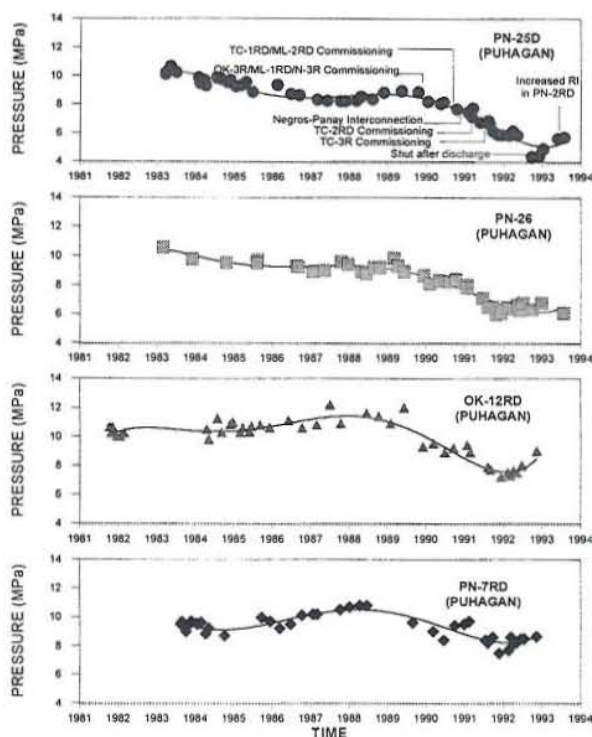 PRESSURE (MPa)
14
12
10
8
6
4
PN-25D
(PUHAGAN)
TC-1RD/ML-2RD Commissioning
OK-3R/ML-1RD/N-3R Commissioning
Increased RI
in PN-2RD
Negros-Panay Interconnection
TC-2RD Commissioning
TC-3R Commissioning
Shut after discharge
1981 1982 1983 1984 1985 1986 1987 1988 1989 1990 1991 1992 1993 1994
PRESSURE (MPa)
14
12
10
8
6
4
PN-26
(PUHAGAN)
1981 1982 1983 1984 1985 1986 1987 1988 1989 1990 1991 1992 1993 1994
PRESSURE (MPa)
14
12
10
8
6
4
OK-12RD
(PUHAGAN)
1981 1982 1983 1984 1985 1986 1987 1988 1989 1990 1991 1992 1993 1994
PRESSURE (MPa)
14
12
10
8
6
4
PN-7RD
(PUHAGAN)
1981 1982 1983 1984 1985 1986 1987 1988 1989 1990 1991 1992 1993 1994
TIME